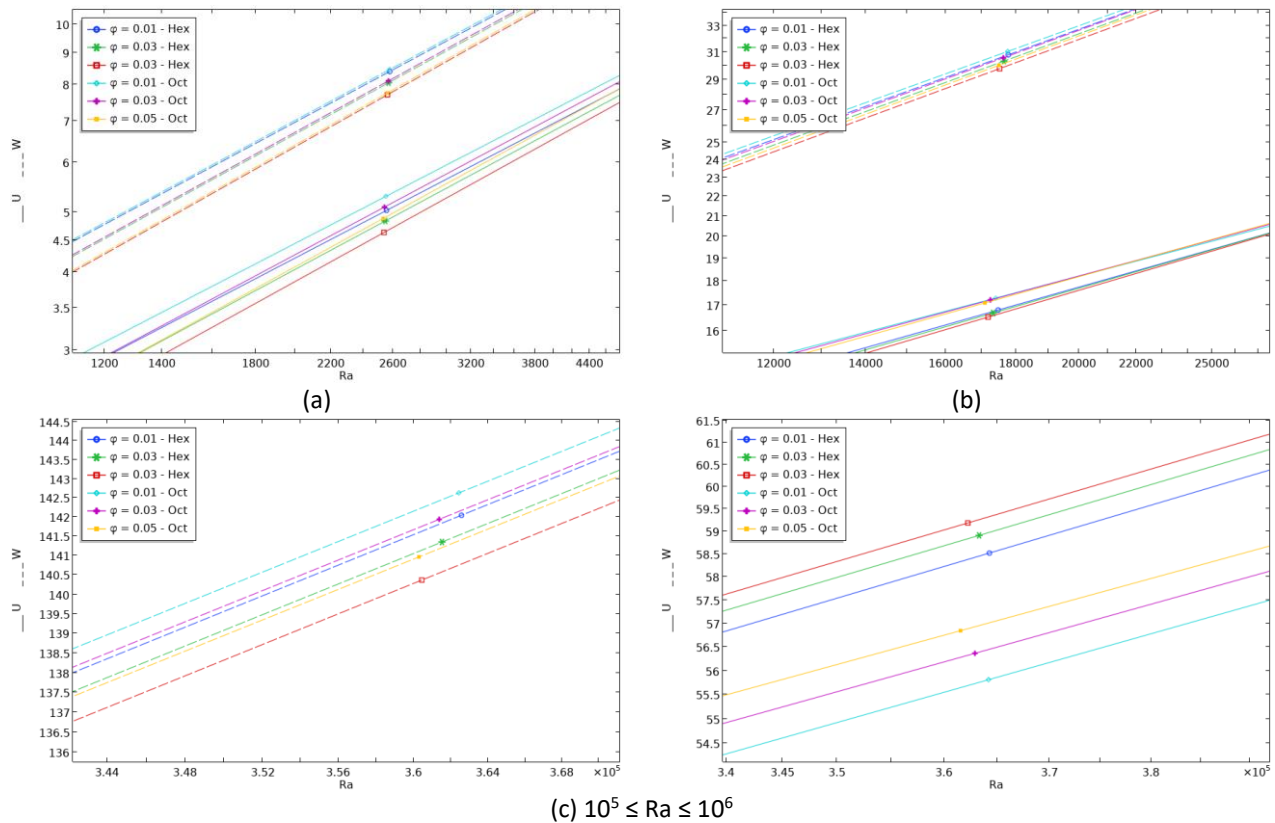 10
9
8
7
6
5
4.5
4
3.5
3
__ U --- W
φ = 0.01 - Hex
φ = 0.03 - Hex
φ = 0.03 - Hex
φ = 0.01 - Oct
φ = 0.03 - Oct
φ = 0.05 - Oct
1200 1400 1800 2200 2600 3200 3800 4400
Ra
(a)
33
31
29
27
25
24
23
21
20
19
18
17
16
__ U --- W
φ = 0.01 - Hex
φ = 0.03 - Hex
φ = 0.03 - Hex
φ = 0.01 - Oct
φ = 0.03 - Oct
φ = 0.05 - Oct
12000 14000 16000 18000 20000 22000 25000
Ra
(b)
144.5
144
143.5
143
142.5
142
141.5
141
140.5
140
139.5
139
138.5
138
137.5
137
136.5
136
__ U --- W
φ = 0.01 - Hex
φ = 0.03 - Hex
φ = 0.03 - Hex
φ = 0.01 - Oct
φ = 0.03 - Oct
φ = 0.05 - Oct
3.44 3.48 3.52 3.56 3.6 3.64 3.68 ×10⁵
Ra
61.5
61
60.5
60
59.5
59
58.5
58
57.5
57
56.5
56
55.5
55
54.5
__ U --- W
φ = 0.01 - Hex
φ = 0.03 - Hex
φ = 0.03 - Hex
φ = 0.01 - Oct
φ = 0.03 - Oct
φ = 0.05 - Oct
3.4 3.45 3.5 3.6 3.7 3.8 ×10⁵
Ra
(c) 10⁵ ≤ Ra ≤ 10⁶